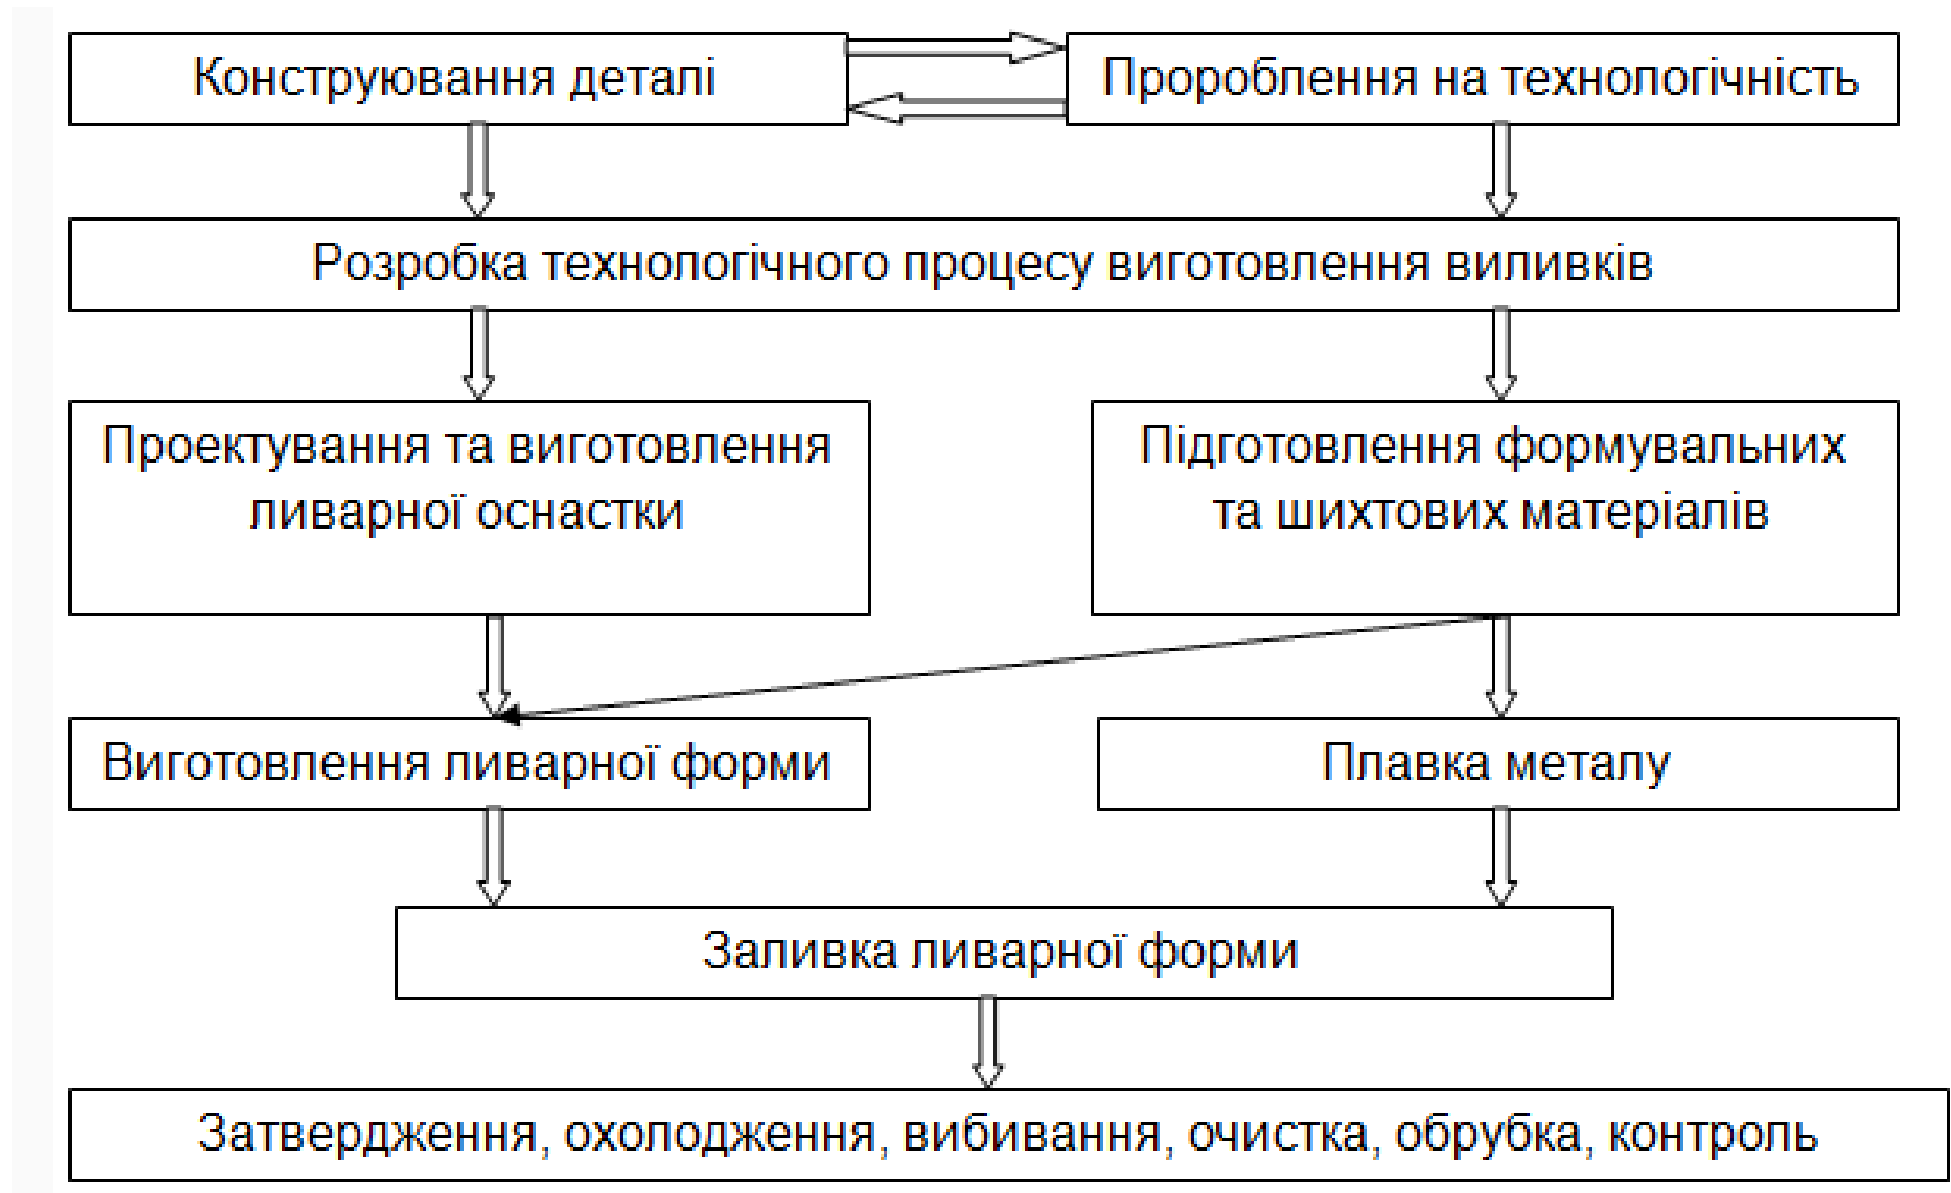 Конструювання деталі
Пророблення на технологічність
Розробка технологічного процесу виготовлення виливків
Проектування та виготовлення
ливарної оснастки
Підготовлення формувальних
та шихтових матеріалів
Виготовлення ливарної форми
Плавка металу
Заливка ливарної форми
Затвердження, охолодження, вибивання, очистка, обрубка, контроль